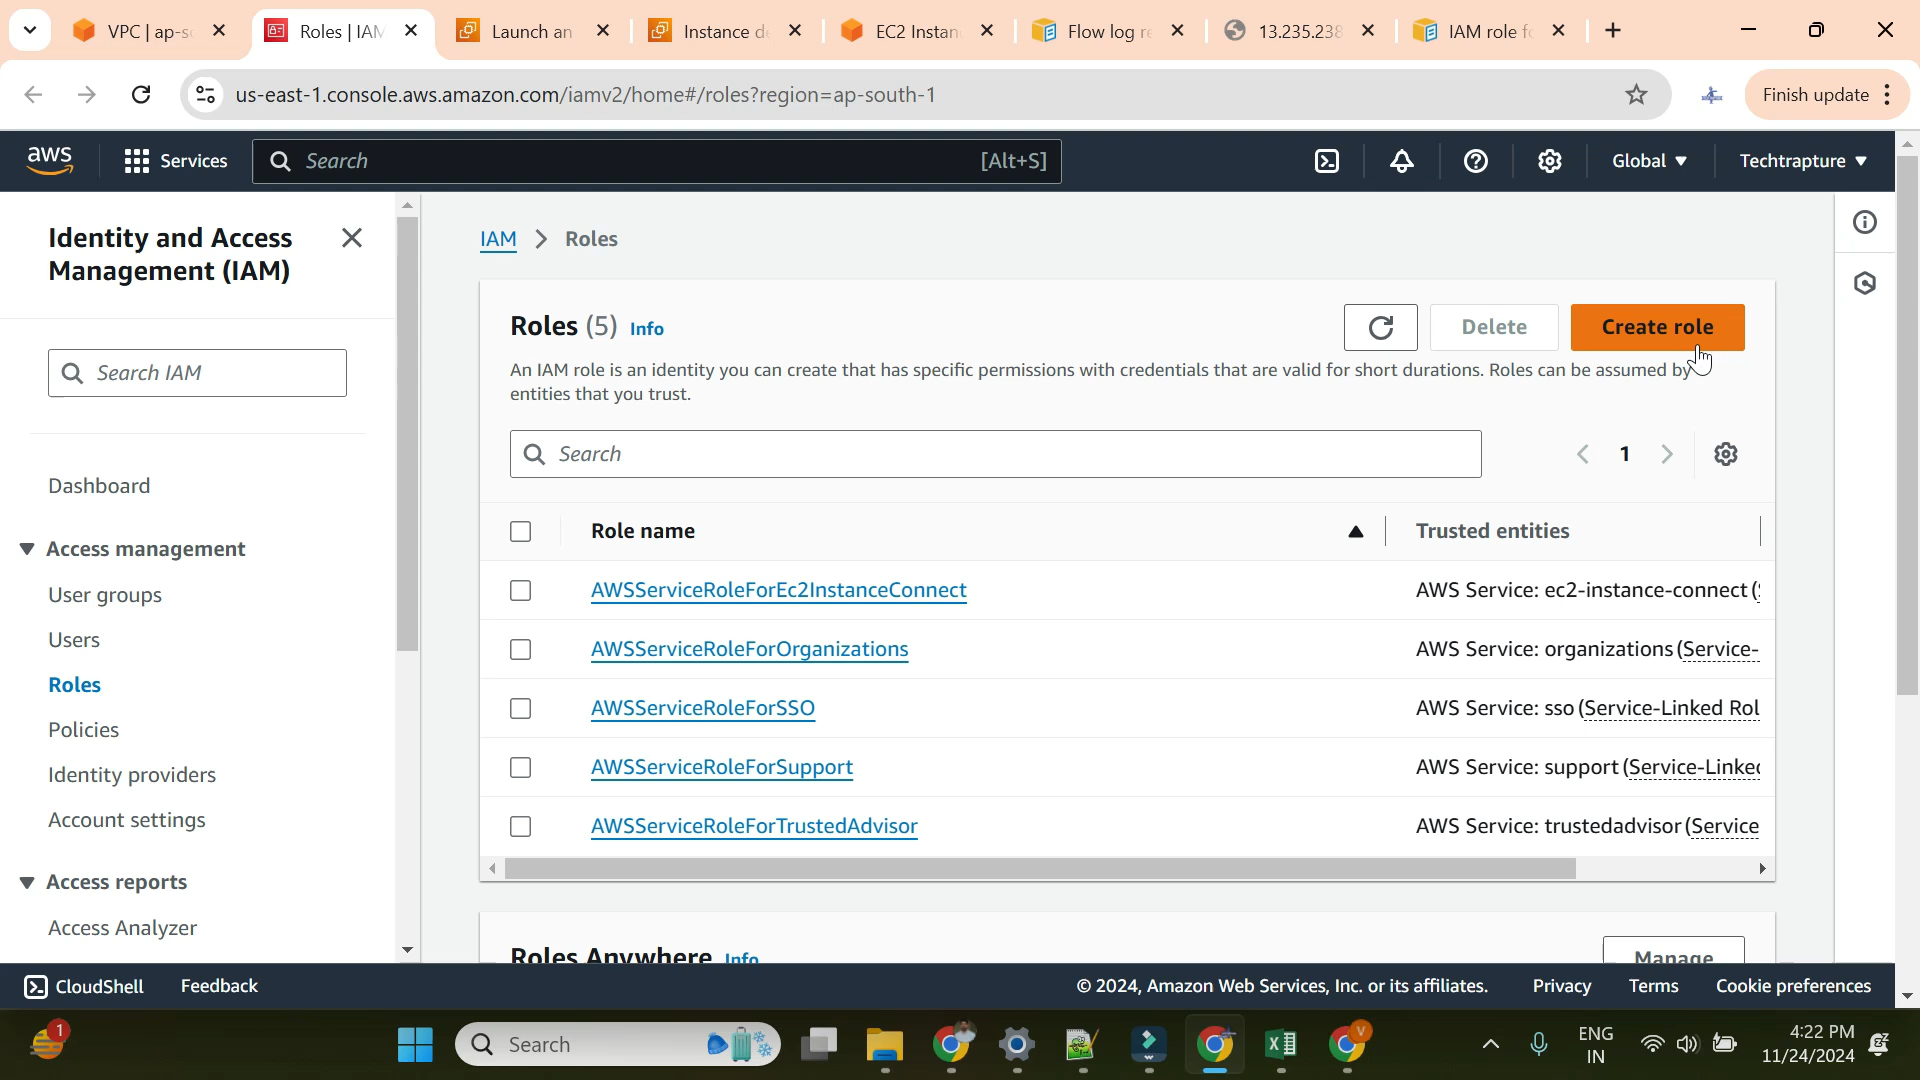 VPC | ap-s
Roles | IAM
Launch an
Instance d
EC2 Instan
Flow log r
13.235.238
IAM role f
us-east-1.console.aws.amazon.com/iamv2/home#/roles?region=ap-south-1
Finish update
aws
Services
Search
[Alt+S]
Global
Techtrapture
Identity and Access
Management (IAM)
Search IAM
Dashboard
Access management
User groups
Users
Roles
Policies
Identity providers
Account settings
Access reports
Access Analyzer
IAM > Roles
Roles (5) Info
Delete
Create role
An IAM role is an identity you can create that has specific permissions with credentials that are valid for short durations. Roles can be assumed by
entities that you trust.
Search
1
Role name
Trusted entities
AWSServiceRoleForEc2InstanceConnect
AWS Service: ec2-instance-connect (
AWSServiceRoleForOrganizations
AWS Service: organizations (Service-
AWSServiceRoleForSSO
AWS Service: sso (Service-Linked Rol
AWSServiceRoleForSupport
AWS Service: support (Service-Linked
AWSServiceRoleForTrustedAdvisor
AWS Service: trustedadvisor (Service
Roles Anywhere Info
Manage
CloudShell
Feedback
© 2024, Amazon Web Services, Inc. or its affiliates.
Privacy
Terms
Cookie preferences
1
Search
V
ENG
IN
4:22 PM
11/24/2024